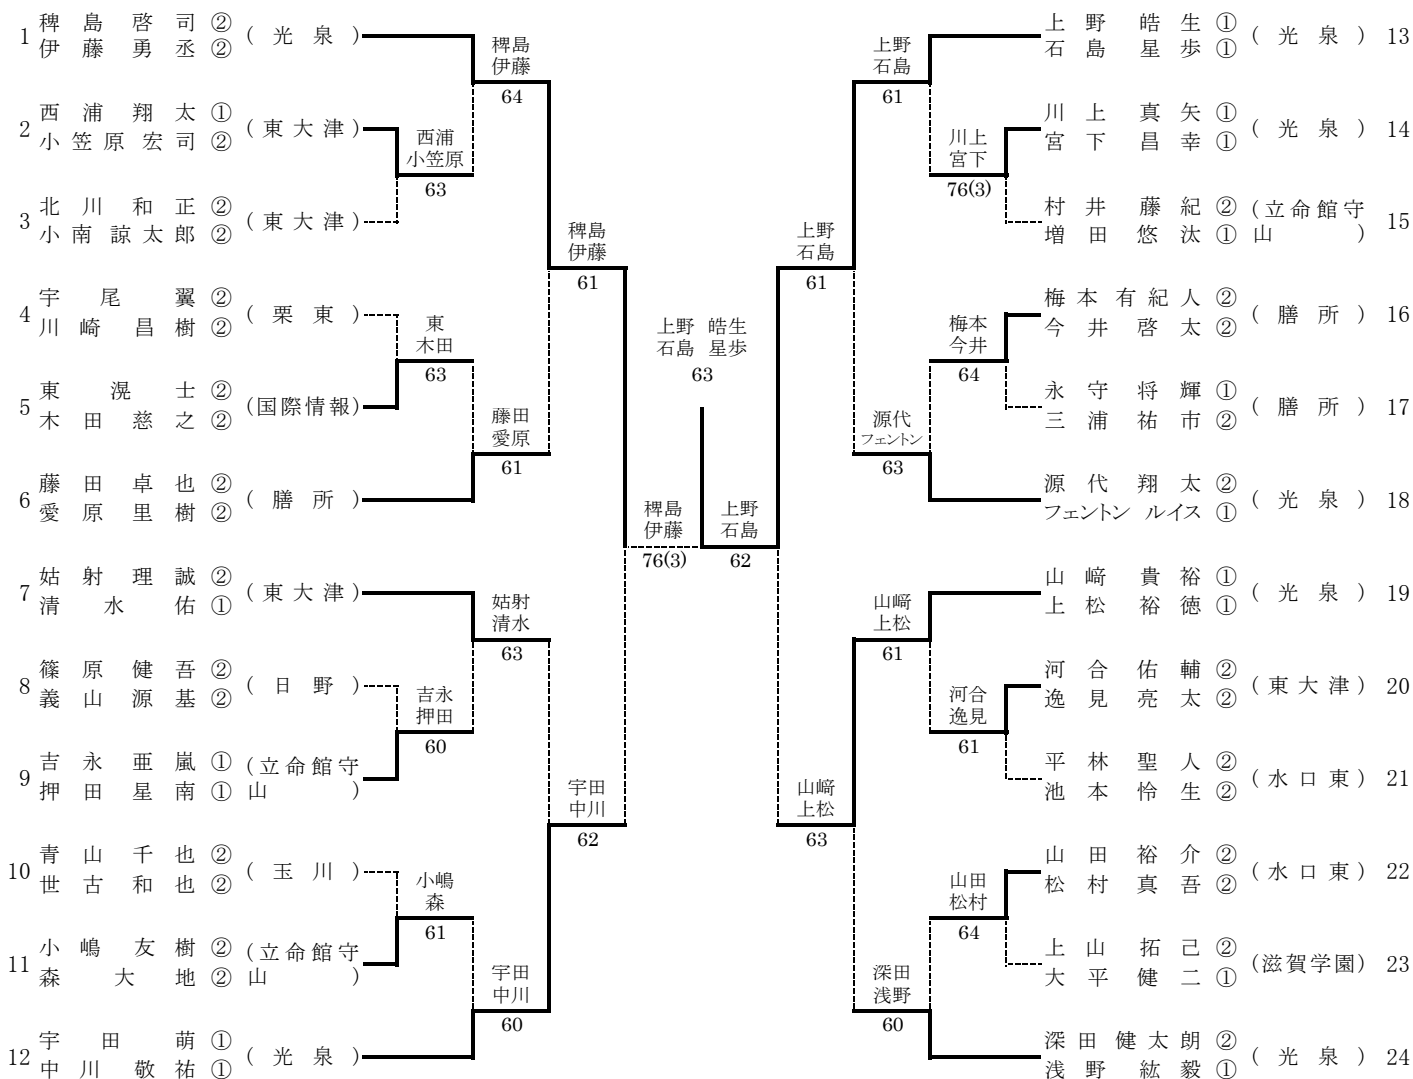 1 稗島啓司 ② (光泉)
伊藤勇丞 ②
2 西浦翔太 ① (東大津)
小笠原宏司 ②
3 北川和正 ② (東大津)
小南諒太郎 ②
4 宇尾翼 ② (栗東)
川崎昌樹 ②
5 東滉士 ② (国際情報)
木田慈之 ②
6 藤田卓也 ② (膳所)
愛原里樹 ②
7 姑射理誠 ② (東大津)
清水佑 ①
8 篠原健吾 ② (日野)
義山源基 ②
9 吉永亜嵐 ① (立命館守
押田星南 ① 山)
10 青山千也 ② (玉川)
世古和也 ②
11 小嶋友樹 ② (立命館守
森大地 ② 山)
12 宇田萌 ① (光泉)
中川敬祐 ①
西浦
小笠原
63
東
木田
63
吉永
押田
60
小嶋
森
61
稗島
伊藤
64
藤田
愛原
61
姑射
清水
63
宇田
中川
60
稗島
伊藤
61
宇田
中川
62
稗島
伊藤
76(3)
上野 皓生
石島 星歩
63
上野
石島
62
上野
石島
61
山﨑
上松
63
上野
石島
61
源代
フェントン
63
山﨑
上松
61
深田
浅野
60
川上
宮下
76(3)
梅本
今井
64
河合
逸見
61
山田
松村
64
上野皓生 ① (光泉) 13
石島星歩 ①
川上真矢 ① (光泉) 14
宮下昌幸 ①
村井藤紀 ② (立命館守 15
増田悠汰 ① 山)
梅本有紀人 ② (膳所) 16
今井啓太 ②
永守将輝 ① (膳所) 17
三浦祐市 ②
源代翔太 ② (光泉) 18
フェントン ルイス ①
山﨑貴裕 ① (光泉) 19
上松裕徳 ①
河合佑輔 ② (東大津) 20
逸見亮太 ②
平林聖人 ② (水口東) 21
池本怜生 ②
山田裕介 ② (水口東) 22
松村真吾 ②
上山拓己 ② (滋賀学園) 23
大平健二 ①
深田健太朗 ② (光泉) 24
浅野紘毅 ①